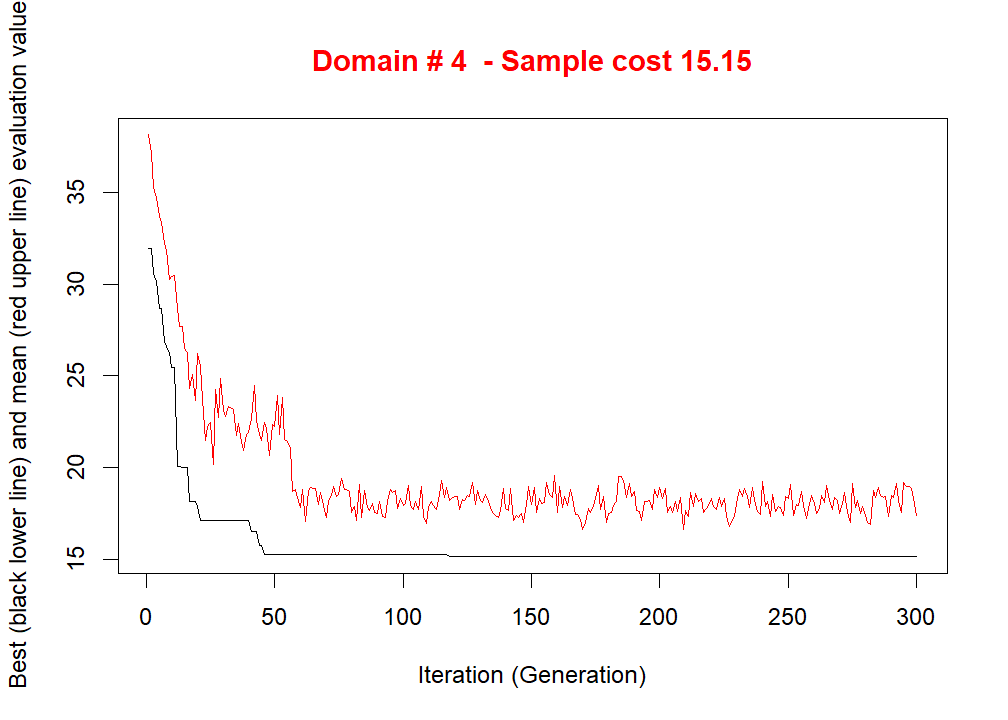 Domain # 4  - Sample cost 15.15
Best (black lower line) and mean (red upper line) evaluation value
35
30
25
20
15
0 50 100 150 200 250 300
Iteration (Generation)